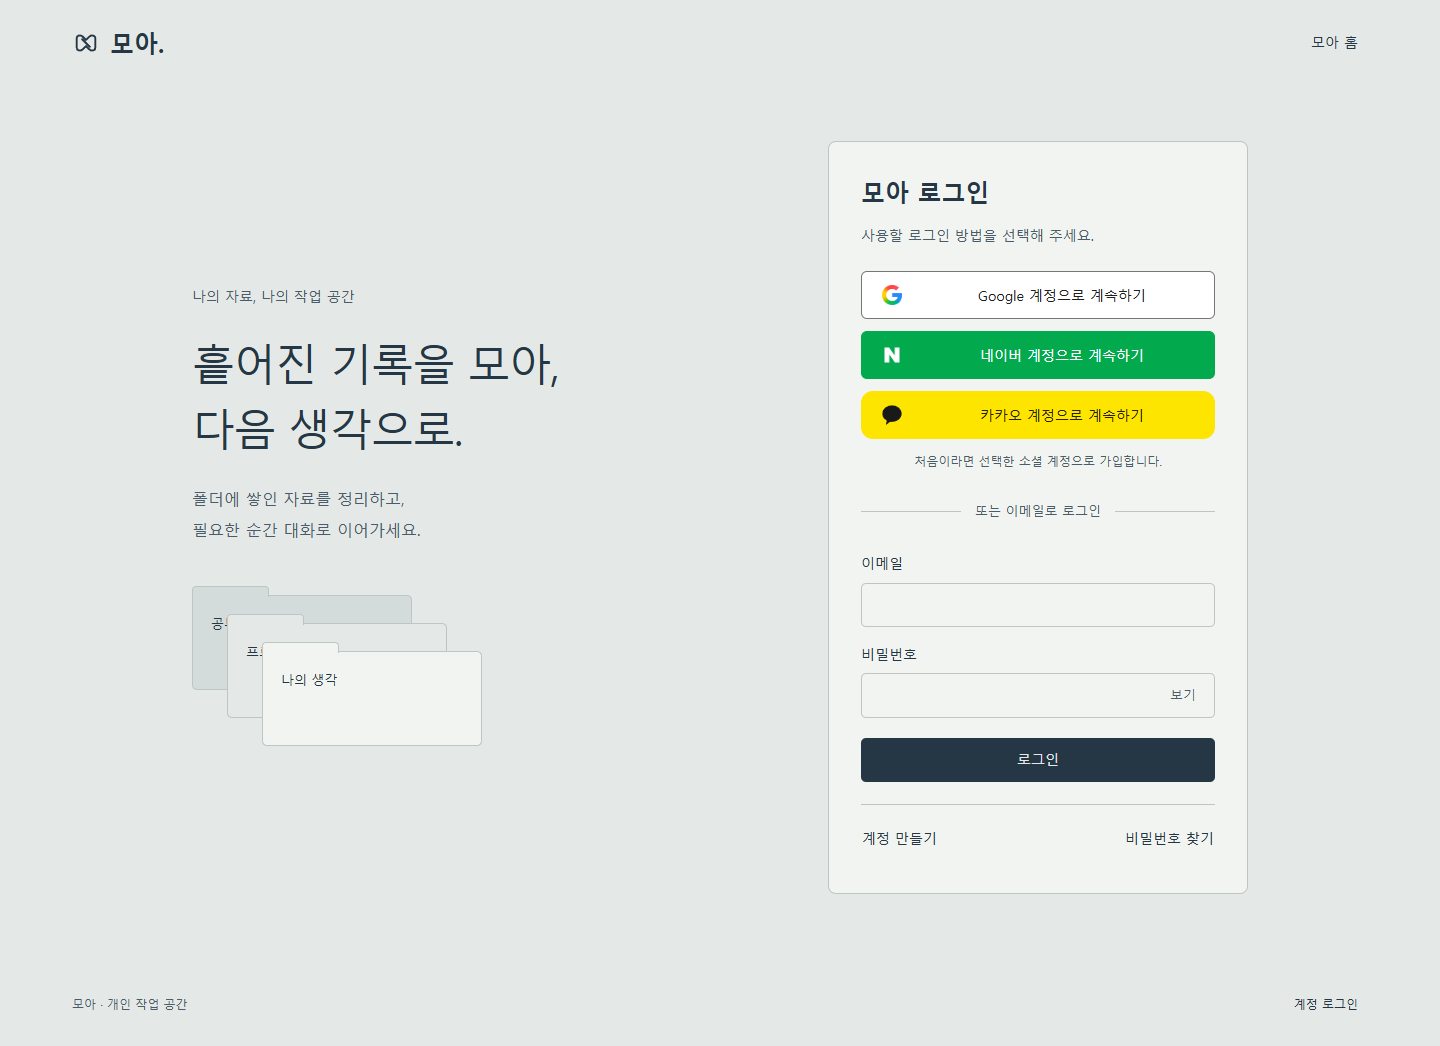 모아.
모아 홈
나의 자료, 나의 작업 공간
흩어진 기록을 모아,
다음 생각으로.
폴더에 쌓인 자료를 정리하고,
필요한 순간 대화로 이어가세요.
나의 생각
모아 로그인
사용할 로그인 방법을 선택해 주세요.
Google 계정으로 계속하기
네이버 계정으로 계속하기
카카오 계정으로 계속하기
처음이라면 선택한 소셜 계정으로 가입합니다.
또는 이메일로 로그인
이메일
비밀번호
보기
로그인
계정 만들기
비밀번호 찾기
모아 · 개인 작업 공간
계정 로그인